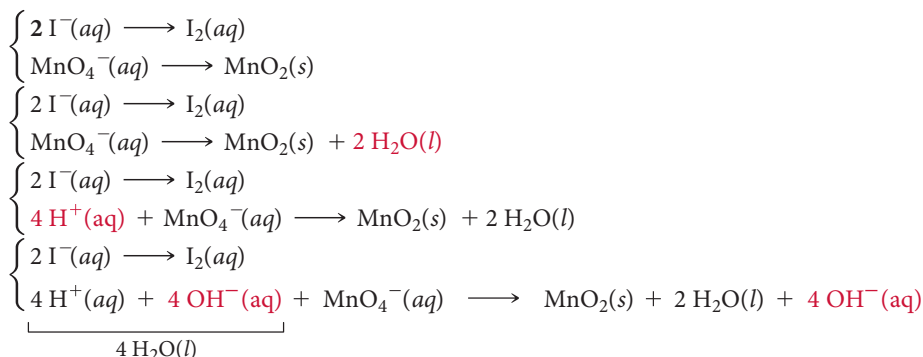 2 I⁻(aq) ⟶ I₂(aq)
MnO₄⁻(aq) ⟶ MnO₂(s)
2 I⁻(aq) ⟶ I₂(aq)
MnO₄⁻(aq) ⟶ MnO₂(s) + 2 H₂O(l)
2 I⁻(aq) ⟶ I₂(aq)
4 H⁺(aq) + MnO₄⁻(aq) ⟶ MnO₂(s) + 2 H₂O(l)
2 I⁻(aq) ⟶ I₂(aq)
4 H⁺(aq) + 4 OH⁻(aq) + MnO₄⁻(aq) ⟶ MnO₂(s) + 2 H₂O(l) + 4 OH⁻(aq)
4 H₂O(l)